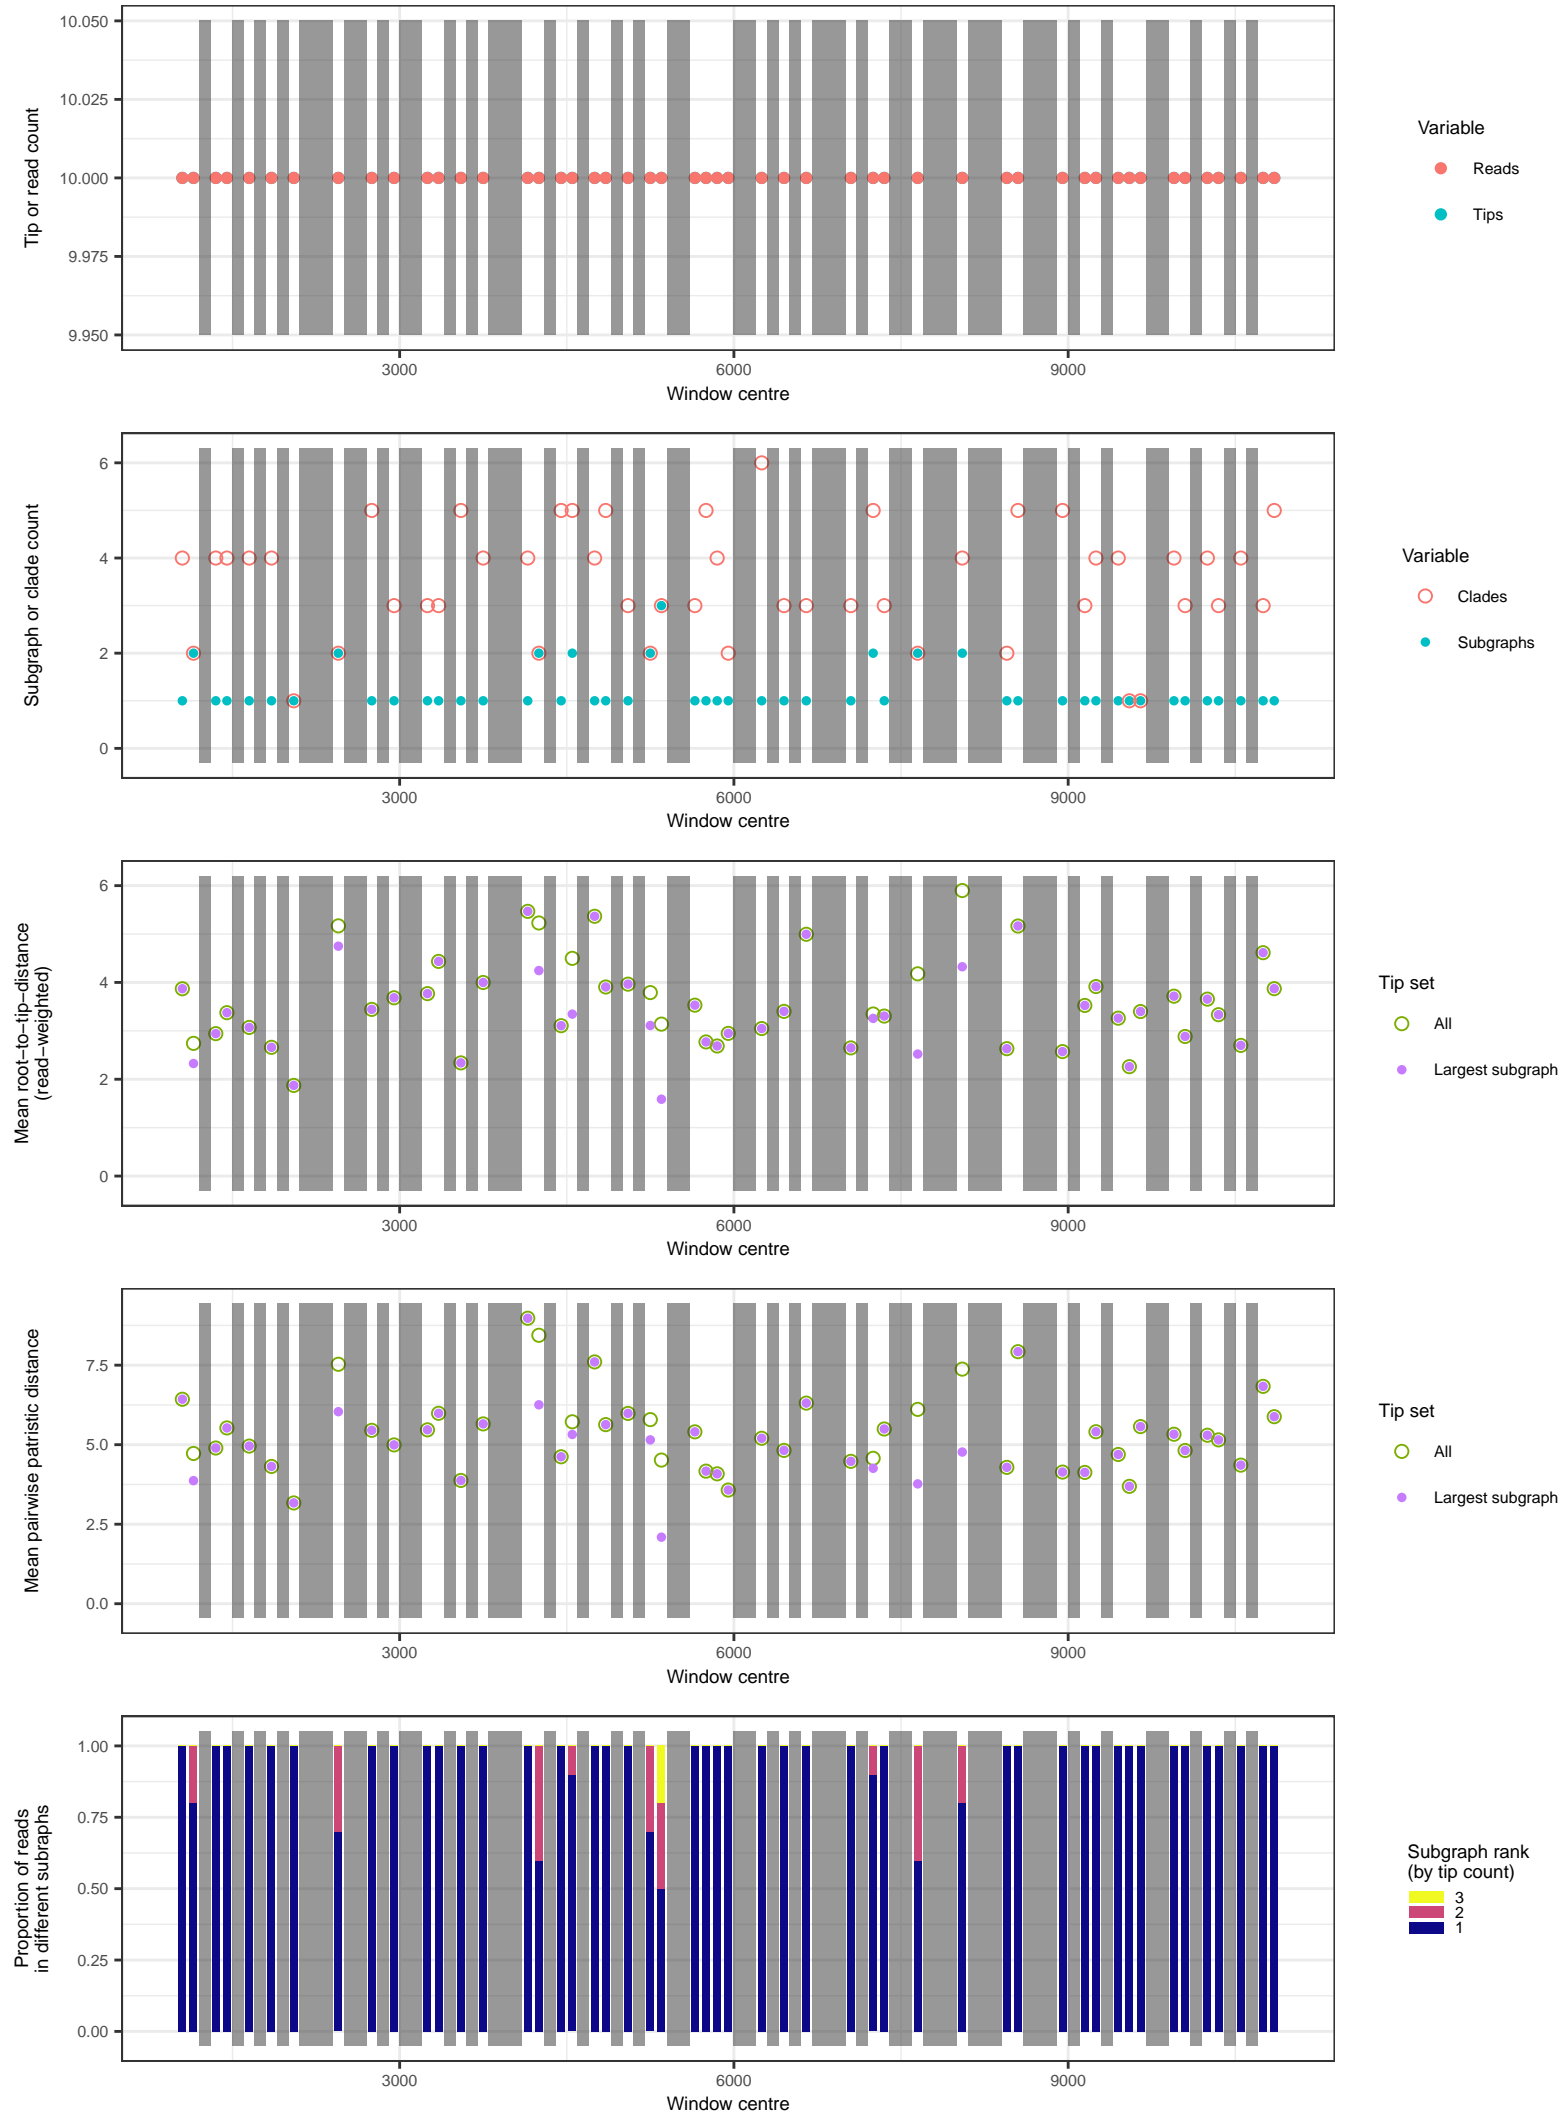 10.050
10.025
10.000
9.975
9.950
Tip or read count
3000 6000 9000
Window centre
Variable
Reads
Tips
6
4
2
0
Subgraph or clade count
3000 6000 9000
Window centre
Variable
Clades
Subgraphs
6
4
2
0
Mean root−to−tip−distance
(read−weighted)
3000 6000 9000
Window centre
Tip set
All
Largest subgraph
7.5
5.0
2.5
0.0
Mean pairwise patristic distance
3000 6000 9000
Window centre
Tip set
All
Largest subgraph
1.00
0.75
0.50
0.25
0.00
Proportion of reads
in different subraphs
3000 6000 9000
Window centre
Subgraph rank
(by tip count)
3
2
1